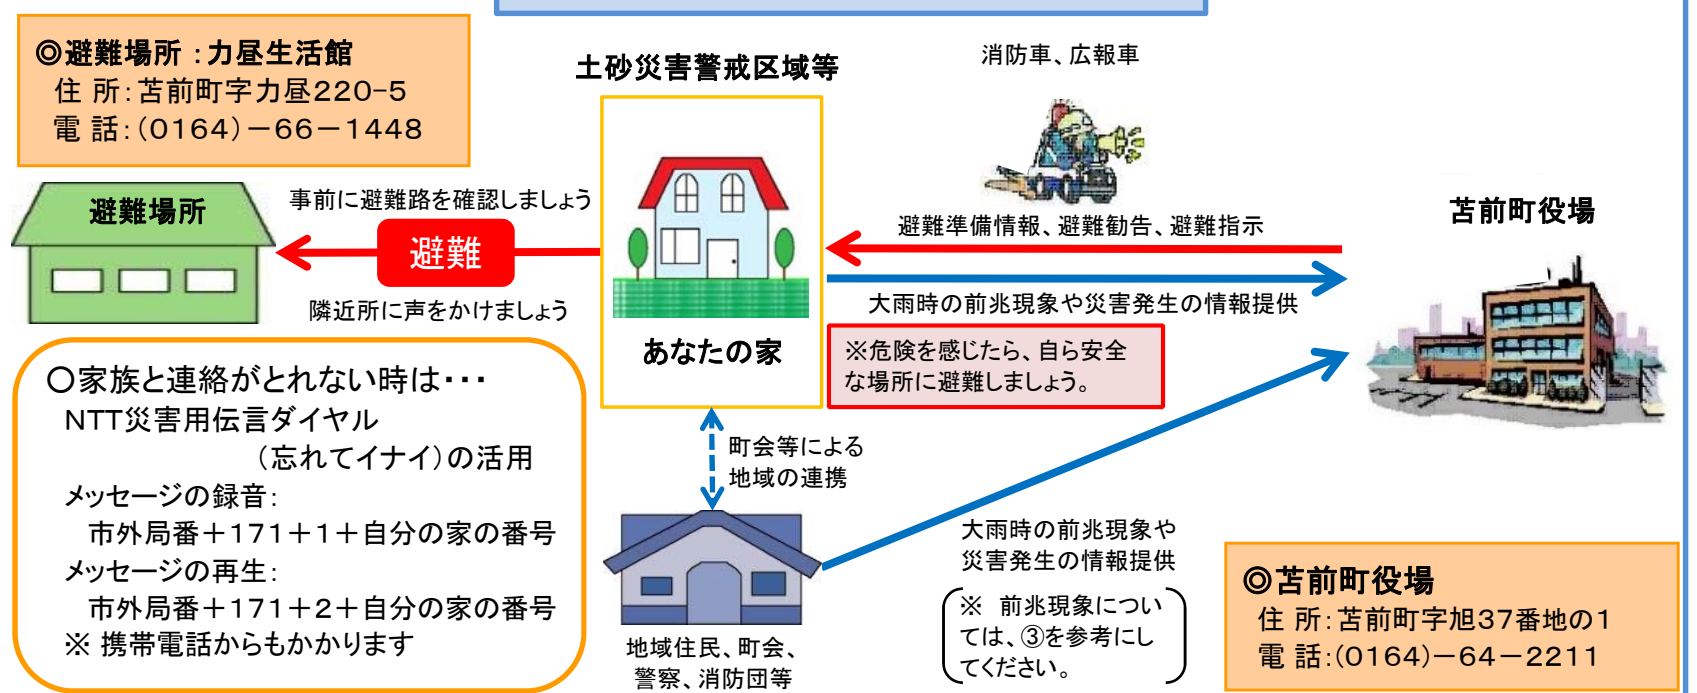 ◎避難場所：力昼生活館
住 所：苫前町字力昼220-5
電 話：（0164）－66－1448
土砂災害警戒区域等
消防車、広報車
避難場所
事前に避難路を確認しましょう
避難
隣近所に声をかけましょう
避難準備情報、避難勧告、避難指示
大雨時の前兆現象や災害発生の情報提供
苫前町役場
あなたの家
※危険を感じたら、自ら安全
な場所に避難しましょう。
〇家族と連絡がとれない時は・・・
NTT災害用伝言ダイヤル
（忘れてイナイ）の活用
メッセージの録音：
市外局番＋171＋1＋自分の家の番号
メッセージの再生：
市外局番＋171＋2＋自分の家の番号
※ 携帯電話からもかかります
町会等による
地域の連携
地域住民、町会、
警察、消防団等
大雨時の前兆現象や
災害発生の情報提供
※ 前兆現象につい
ては、③を参考にし
てください。
◎苫前町役場
住 所：苫前町字旭37番地の1
電 話：（0164）－64－2211